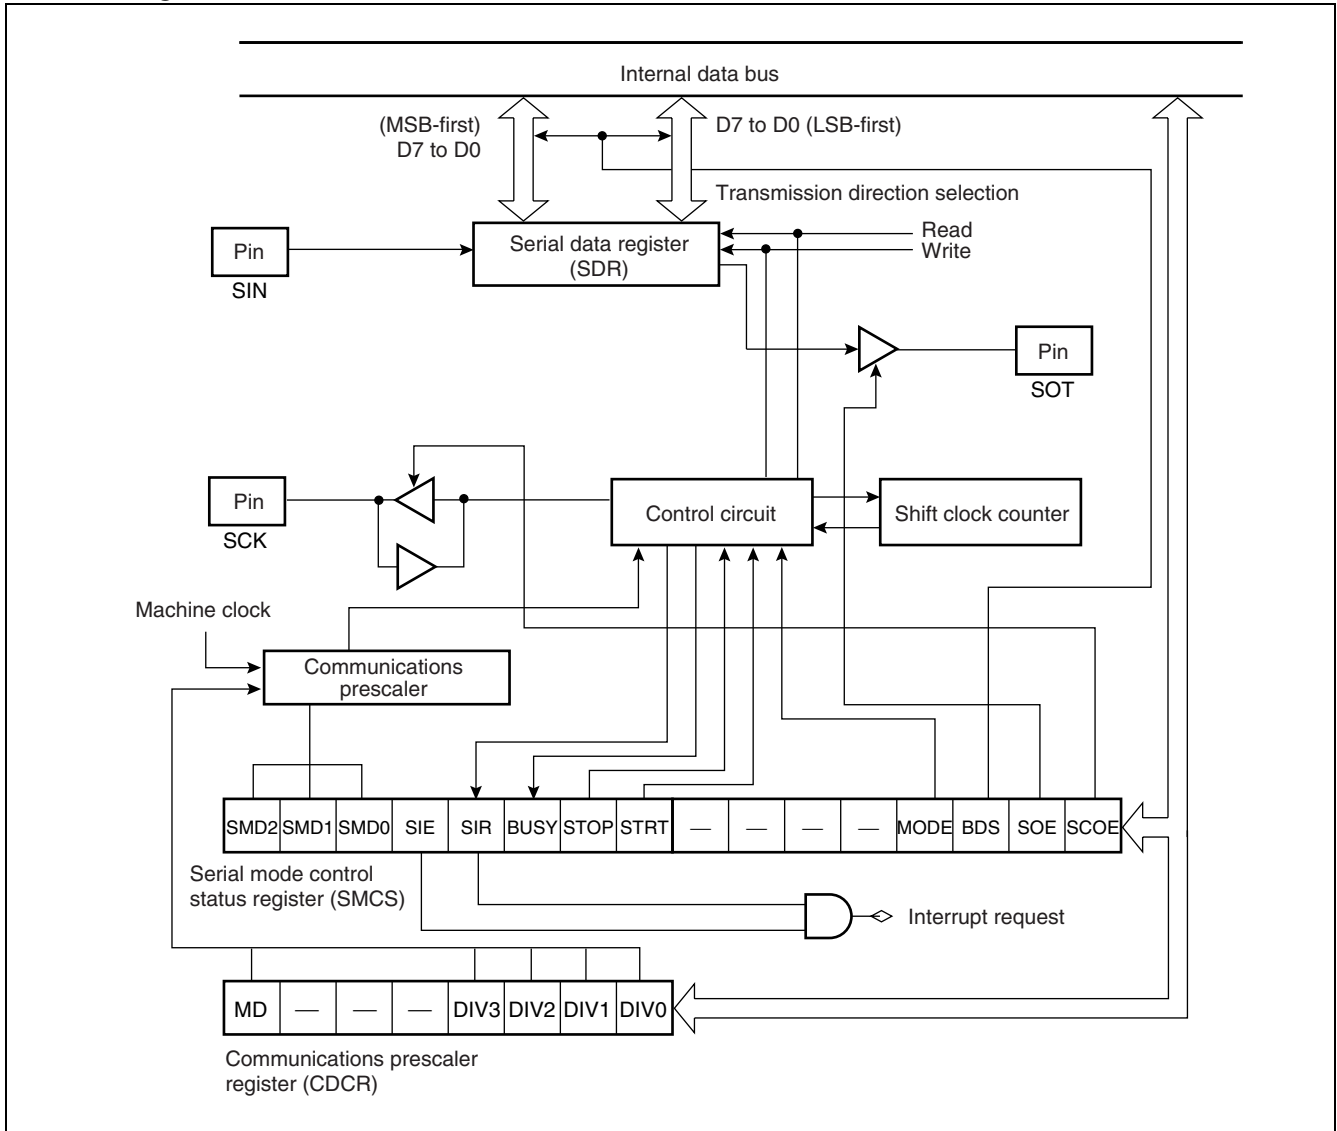 Internal data bus
(MSB-first)
D7 to D0
D7 to D0 (LSB-first)
Transmission direction selection
Pin
SIN
Serial data register
(SDR)
Read
Write
Pin
SOT
Pin
SCK
Control circuit
Shift clock counter
Machine clock
Communications
prescaler
SMD2 SMD1 SMD0 SIE SIR BUSY STOP STRT — — — — MODE BDS SOE SCOE
Serial mode control
status register (SMCS)
Interrupt request
MD — — — DIV3 DIV2 DIV1 DIV0
Communications prescaler
register (CDCR)